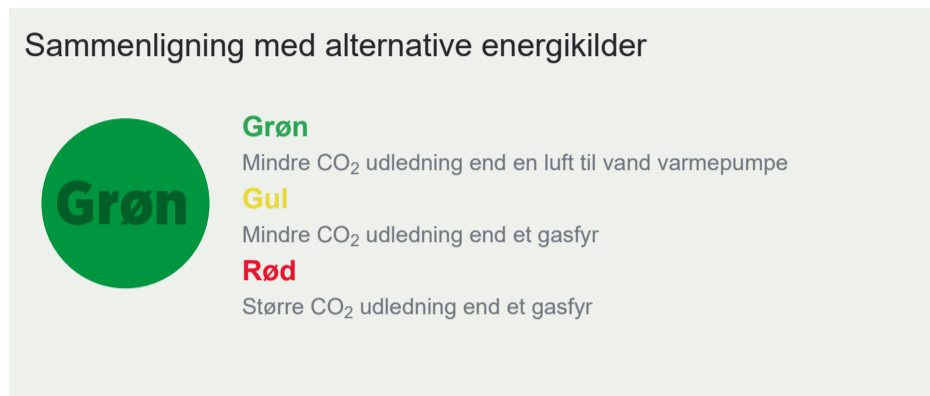 Sammenligning med alternative energikilder
Grøn
Grøn
Mindre CO₂ udledning end en luft til vand varmepumpe
Gul
Mindre CO₂ udledning end et gasfyr
Rød
Større CO₂ udledning end et gasfyr